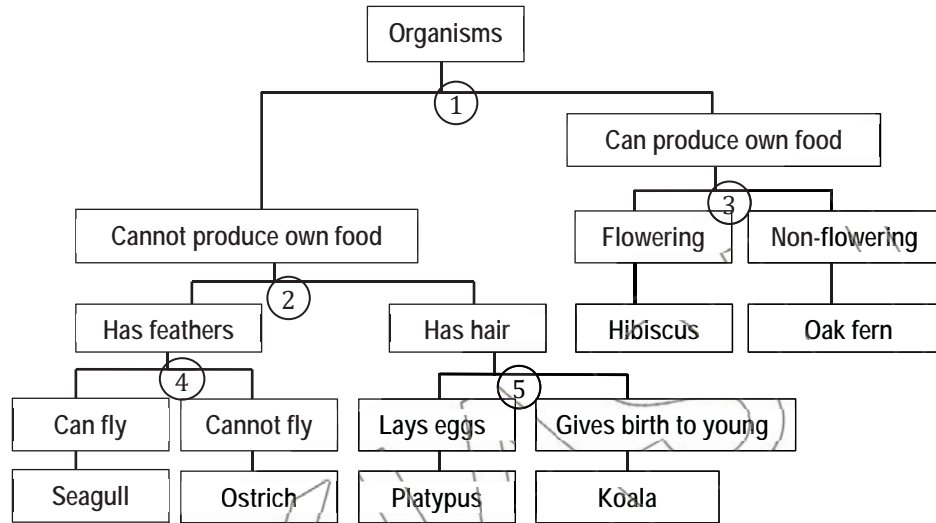 Organisms
1
Can produce own food
3
Cannot produce own food
Flowering
Non-flowering
2
Has feathers
Has hair
Hibiscus
Oak fern
4
5
Can fly
Cannot fly
Lays eggs
Gives birth to young
Seagull
Ostrich
Platypus
Koala